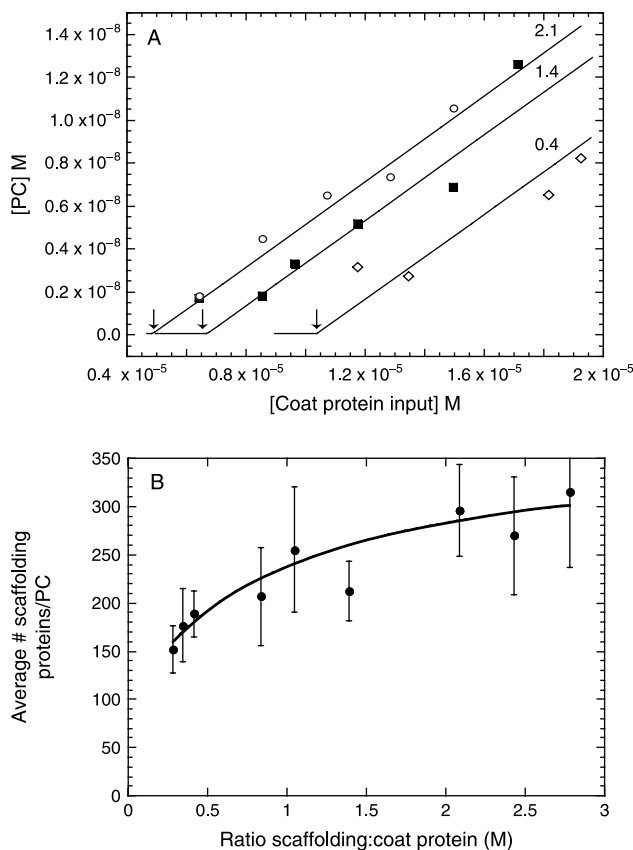 A
1.4 x 10⁻⁸
1.2 x 10⁻⁸
1.0 x 10⁻⁸
0.8 x 10⁻⁸
0.6 x 10⁻⁸
0.4 x 10⁻⁸
0.2 x 10⁻⁸
0.0
[PC] M
2.1
1.4
0.4
0.4 x 10⁻⁵ 0.8 x 10⁻⁵ 1.2 x 10⁻⁵ 1.6 x 10⁻⁵ 2 x 10⁻⁵
[Coat protein input] M
B
350
300
250
200
150
100
50
0
Average # scaffolding
proteins/PC
0 0.5 1 1.5 2 2.5 3
Ratio scaffolding:coat protein (M)